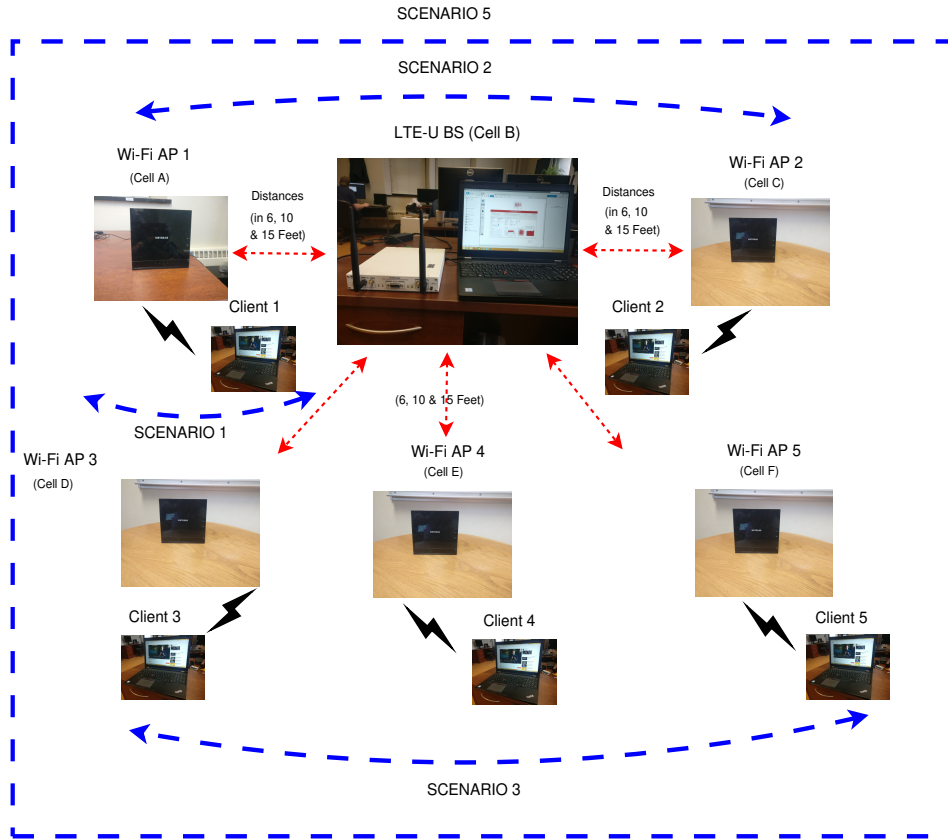 SCENARIO 5
SCENARIO 2
LTE-U BS (Cell B)
Wi-Fi AP 1
(Cell A)
Wi-Fi AP 2
(Cell C)
Distances
(in 6, 10
& 15 Feet)
Distances
(in 6, 10
& 15 Feet)
Client 1
Client 2
(6, 10 & 15 Feet)
SCENARIO 1
Wi-Fi AP 3
(Cell D)
Wi-Fi AP 4
(Cell E)
Wi-Fi AP 5
(Cell F)
Client 3
Client 4
Client 5
SCENARIO 3